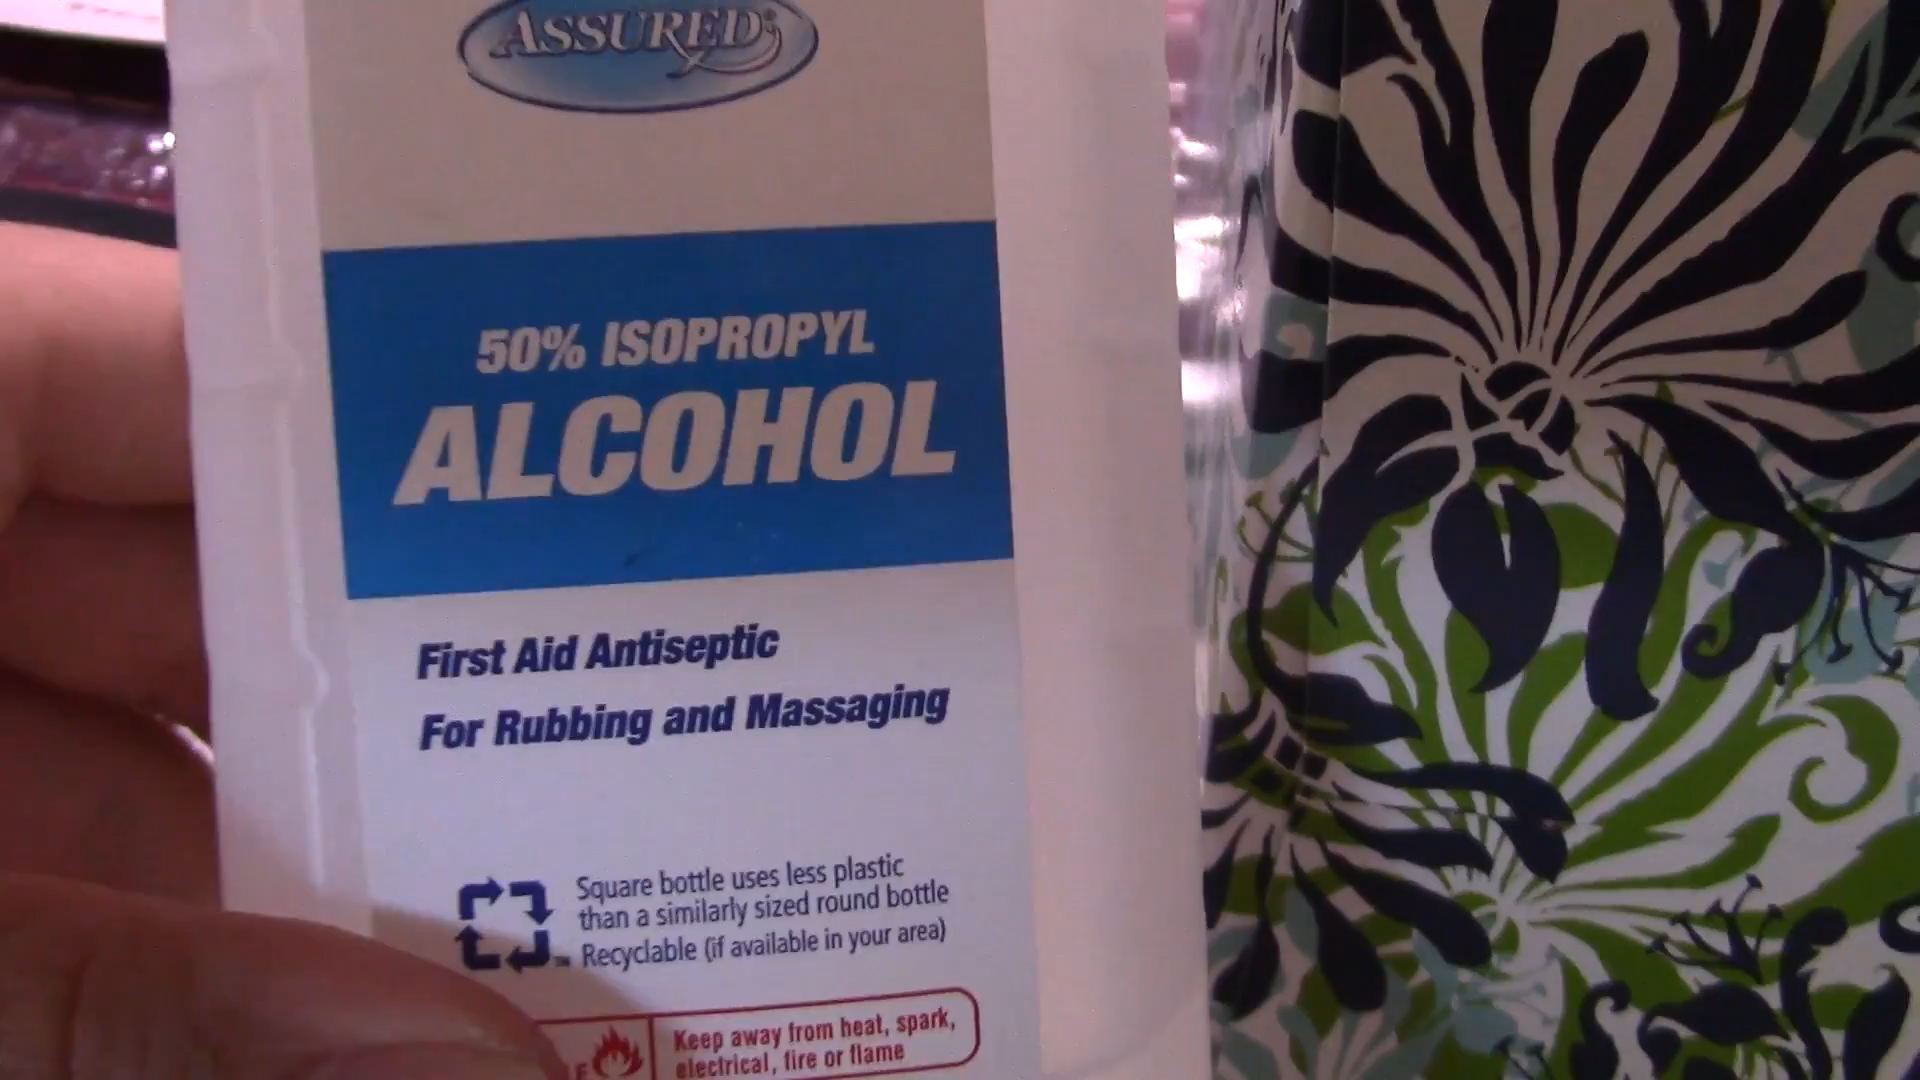 ASSURED
50% ISOPROPYL
ALCOHOL
First Aid Antiseptic
For Rubbing and Massaging
Square bottle uses less plastic
than a similarly sized round bottle
Recyclable (if available in your area)
Keep away from heat, spark,
electrical, fire or flame